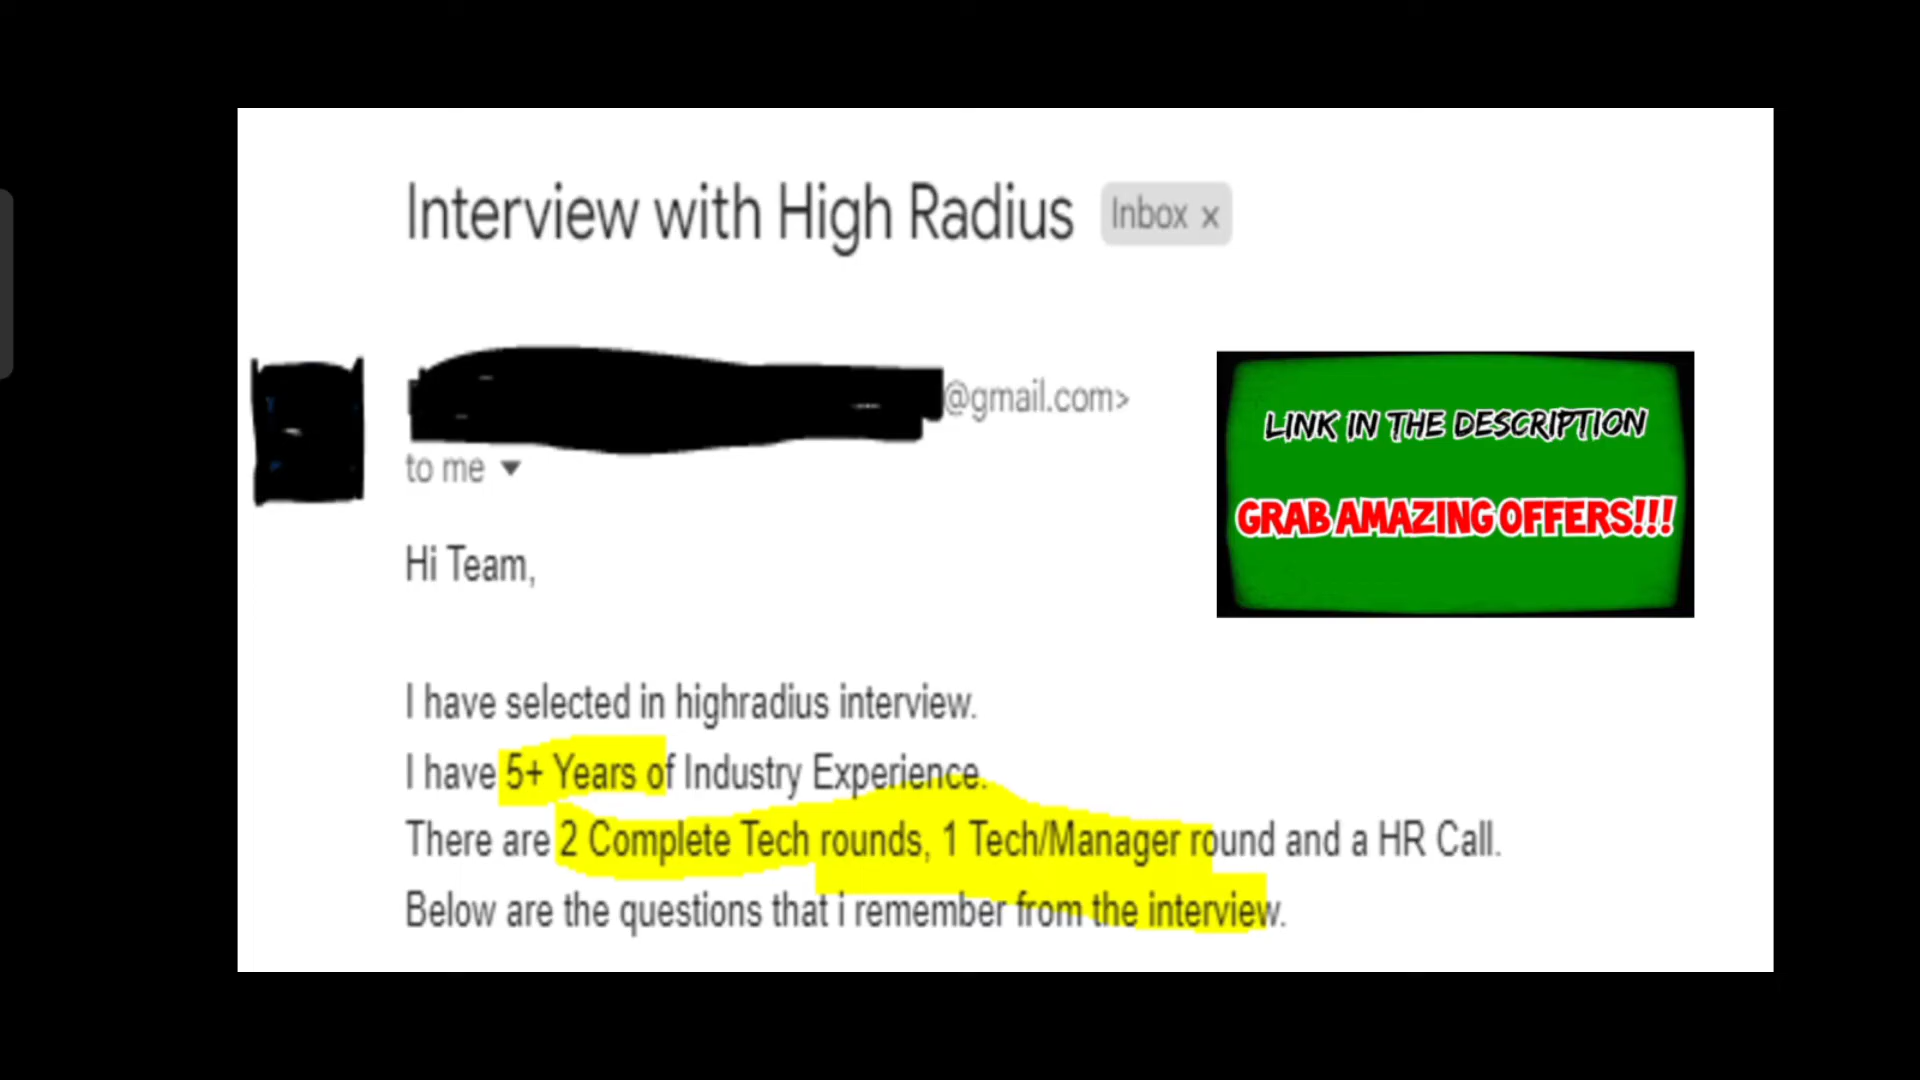 Interview with High Radius Inbox x
@gmail.com>
to me
LINK IN THE DESCRIPTION
GRAB AMAZING OFFERS!!!
Hi Team,
I have selected in highradius interview.
I have 5+ Years of Industry Experience.
There are 2 Complete Tech rounds, 1 Tech/Manager round and a HR Call.
Below are the questions that i remember from the interview.